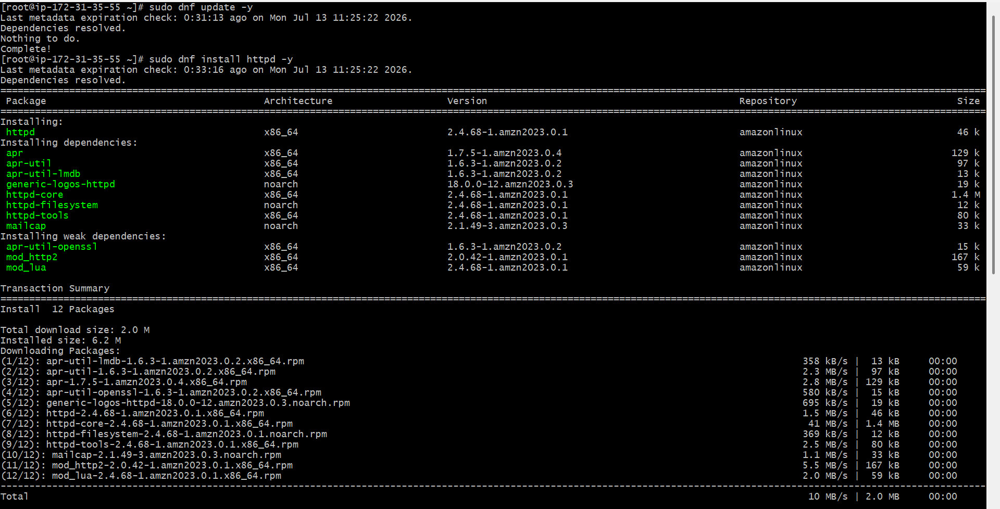 [root@ip-172-31-35-55 ~]# sudo dnf update -y
Last metadata expiration check: 0:31:13 ago on Mon Jul 13 11:25:22 2026.
Dependencies resolved.
Nothing to do.
Complete!
[root@ip-172-31-35-55 ~]# sudo dnf install httpd -y
Last metadata expiration check: 0:33:16 ago on Mon Jul 13 11:25:22 2026.
Dependencies resolved.
Package Architecture Version Repository Size
Installing:
httpd x86_64 2.4.68-1.amzn2023.0.1 amazonlinux 46 k
Installing dependencies:
apr x86_64 1.7.5-1.amzn2023.0.4 amazonlinux 129 k
apr-util x86_64 1.6.3-1.amzn2023.0.2 amazonlinux 97 k
apr-util-lmdb x86_64 1.6.3-1.amzn2023.0.2 amazonlinux 13 k
generic-logos-httpd noarch 18.0.0-12.amzn2023.0.3 amazonlinux 19 k
httpd-core x86_64 2.4.68-1.amzn2023.0.1 amazonlinux 1.4 M
httpd-filesystem noarch 2.4.68-1.amzn2023.0.1 amazonlinux 12 k
httpd-tools x86_64 2.4.68-1.amzn2023.0.1 amazonlinux 80 k
mailcap noarch 2.1.49-3.amzn2023.0.3 amazonlinux 33 k
Installing weak dependencies:
apr-util-openssl x86_64 1.6.3-1.amzn2023.0.2 amazonlinux 15 k
mod_http2 x86_64 2.0.42-1.amzn2023.0.1 amazonlinux 167 k
mod_lua x86_64 2.4.68-1.amzn2023.0.1 amazonlinux 59 k
Transaction Summary
Install 12 Packages
Total download size: 2.0 M
Installed size: 6.2 M
Downloading Packages:
(1/12): apr-util-lmdb-1.6.3-1.amzn2023.0.2.x86_64.rpm 358 kB/s | 13 kB 00:00
(2/12): apr-util-1.6.3-1.amzn2023.0.2.x86_64.rpm 2.3 MB/s | 97 kB 00:00
(3/12): apr-1.7.5-1.amzn2023.0.4.x86_64.rpm 2.8 MB/s | 129 kB 00:00
(4/12): apr-util-openssl-1.6.3-1.amzn2023.0.2.x86_64.rpm 580 kB/s | 15 kB 00:00
(5/12): generic-logos-httpd-18.0.0-12.amzn2023.0.3.noarch.rpm 695 kB/s | 19 kB 00:00
(6/12): httpd-2.4.68-1.amzn2023.0.1.x86_64.rpm 1.5 MB/s | 46 kB 00:00
(7/12): httpd-core-2.4.68-1.amzn2023.0.1.x86_64.rpm 41 MB/s | 1.4 MB 00:00
(8/12): httpd-filesystem-2.4.68-1.amzn2023.0.1.noarch.rpm 369 kB/s | 12 kB 00:00
(9/12): httpd-tools-2.4.68-1.amzn2023.0.1.x86_64.rpm 2.5 MB/s | 80 kB 00:00
(10/12): mailcap-2.1.49-3.amzn2023.0.3.noarch.rpm 1.1 MB/s | 33 kB 00:00
(11/12): mod_http2-2.0.42-1.amzn2023.0.1.x86_64.rpm 5.5 MB/s | 167 kB 00:00
(12/12): mod_lua-2.4.68-1.amzn2023.0.1.x86_64.rpm 2.0 MB/s | 59 kB 00:00
Total 10 MB/s | 2.0 MB 00:00